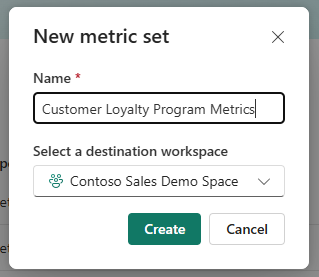 New metric set
Name *
Customer Loyalty Program Metrics
Select a destination workspace
Contoso Sales Demo Space
Create Cancel